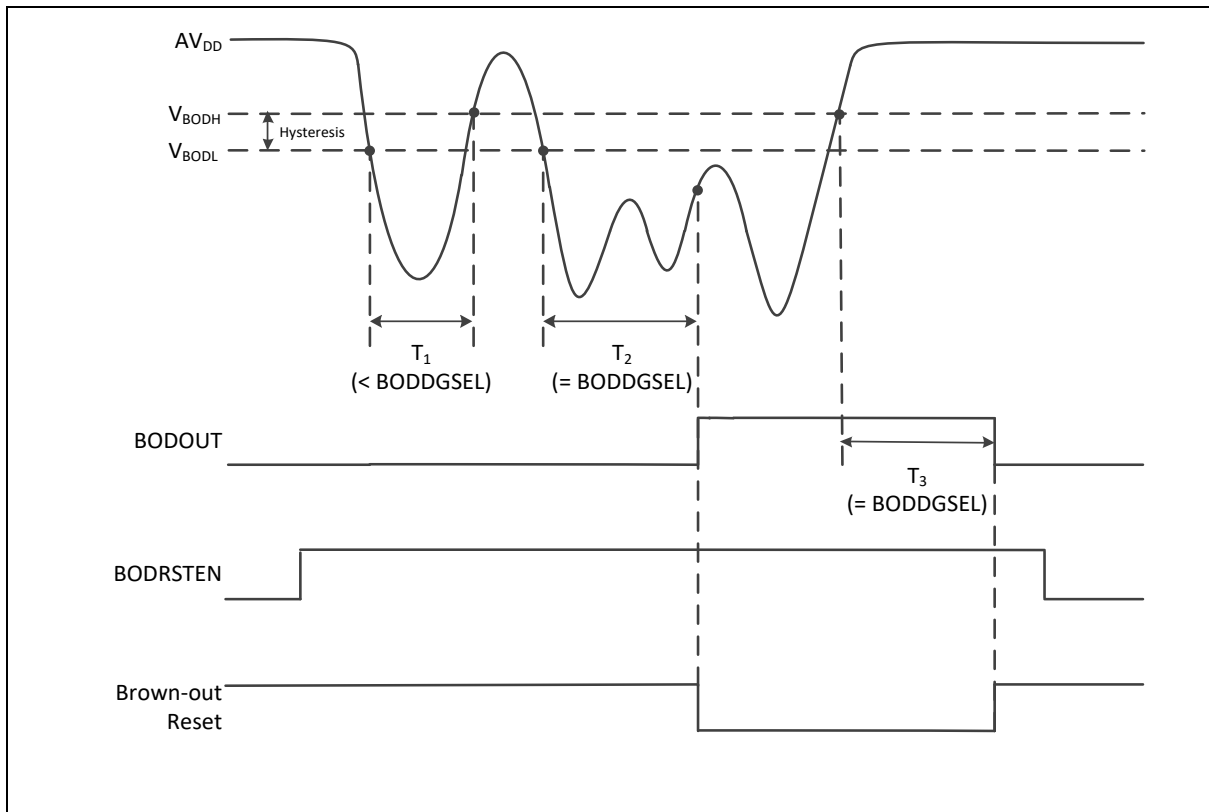 AVDD
VBODH
Hysteresis
VBODL
T1
(< BODDGSEL)
T2
(= BODDGSEL)
BODOUT
T3
(= BODDGSEL)
BODRSTEN
Brown-out
Reset